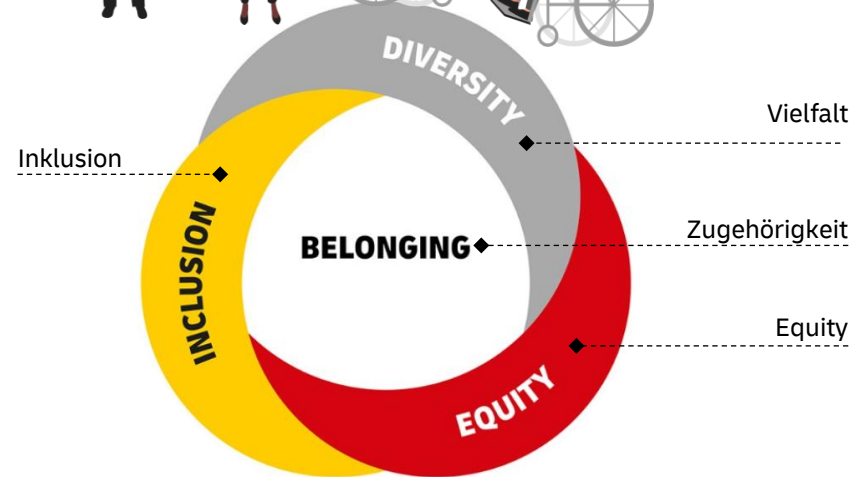 DIVERSITY
Vielfalt
Inklusion
INCLUSION
BELONGING
Zugehörigkeit
Equity
EQUITY